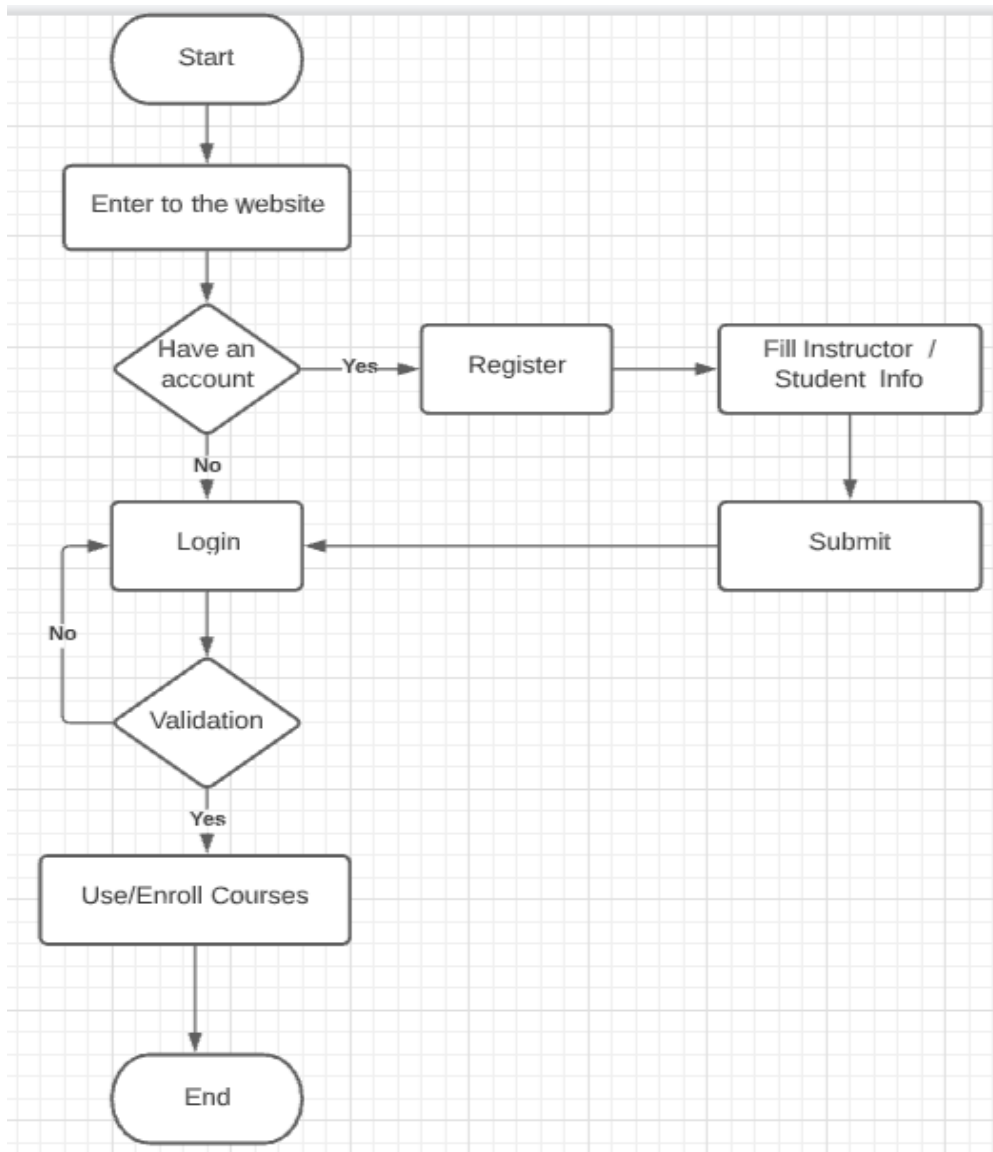 Start
Enter to the website
Have an
account
Yes
Register
Fill Instructor /
Student Info
No
Login
Submit
No
Validation
Yes
Use/Enroll Courses
End